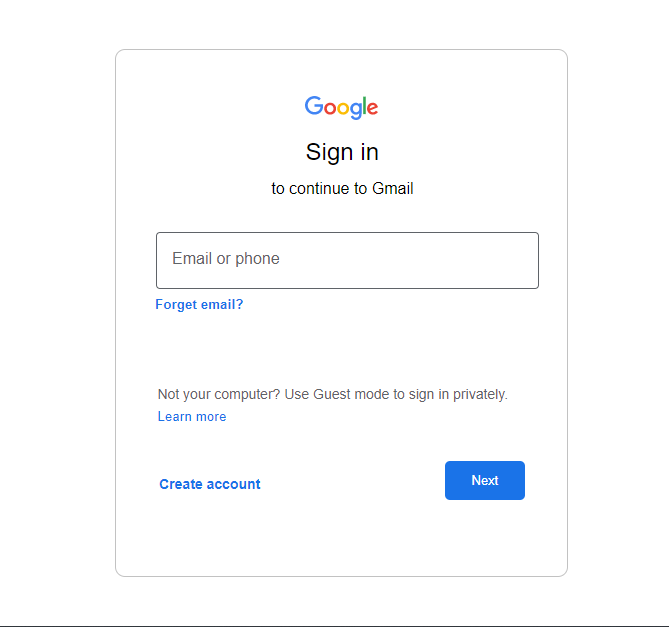 Google
Sign in
to continue to Gmail
Email or phone
Forget email?
Not your computer? Use Guest mode to sign in privately.
Learn more
Create account
Next